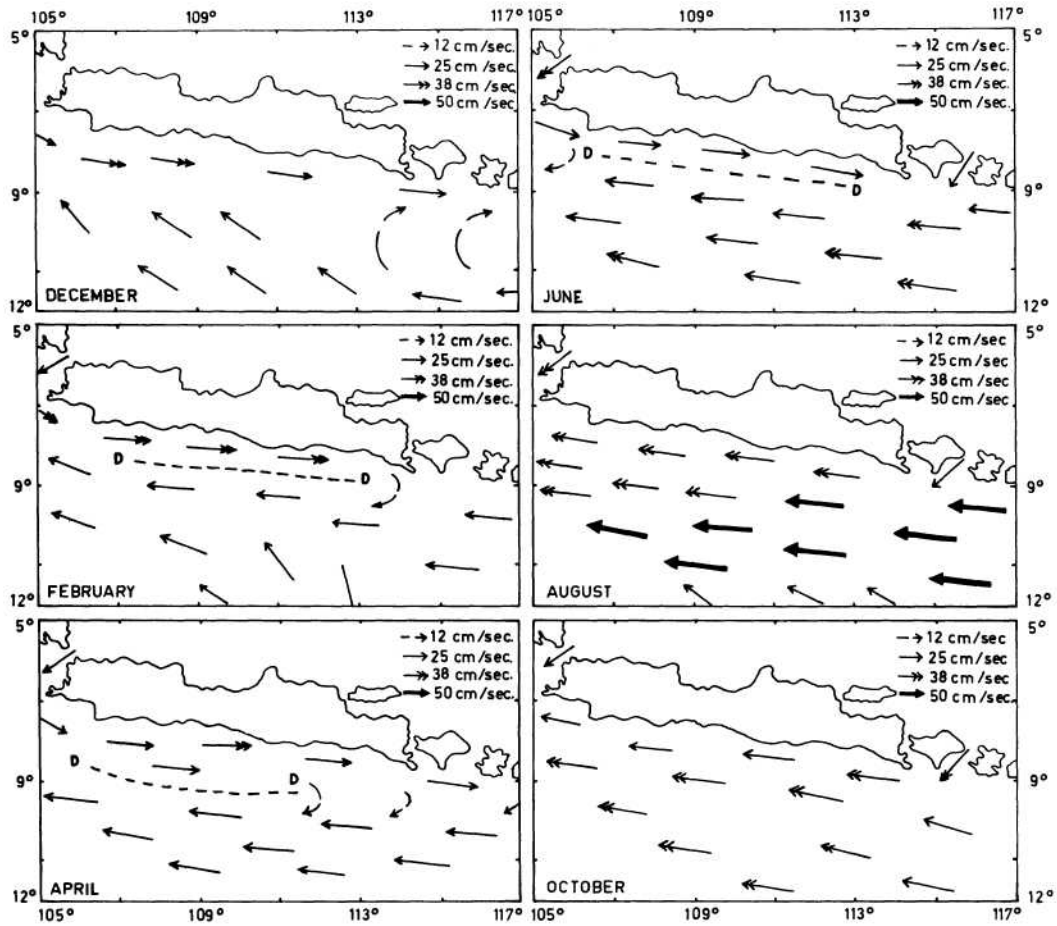 105° 109° 113° 117°
105° 109° 113° 117°
5°
9°
12°
12 cm/sec.
25 cm/sec.
38 cm/sec.
50 cm/sec.
DECEMBER
5°
9°
12°
12 cm/sec.
25 cm/sec.
38 cm/sec.
50 cm/sec.
D
D
JUNE
5°
9°
12°
12 cm/sec.
25 cm/sec.
38 cm/sec.
50 cm/sec.
D
D
FEBRUARY
5°
9°
12°
12 cm/sec
25 cm/sec.
38 cm/sec.
50 cm/sec.
AUGUST
5°
9°
12°
12 cm/sec.
25 cm/sec.
38 cm/sec.
50 cm/sec.
D
D
APRIL
5°
9°
12°
12 cm/sec.
25 cm/sec.
38 cm/sec.
50 cm/sec.
OCTOBER
105° 109° 113° 117°
105° 109° 113° 117°